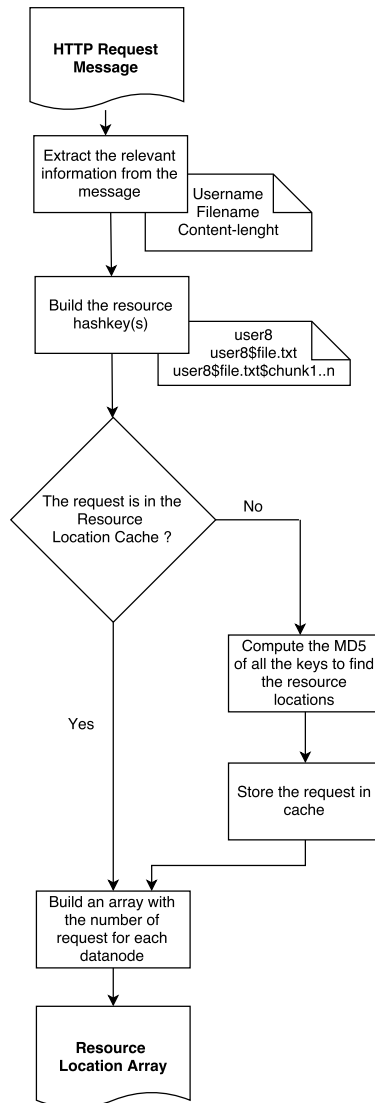 HTTP Request
Message
Extract the relevant
information from the
message
Username
Filename
Content-lenght
Build the resource
hashkey(s)
user8
user8$file.txt
user8$file.txt$chunk1..n
The request is in the
Resource
Location Cache ?
No
Compute the MD5
of all the keys to find
the resource
locations
Yes
Store the request in
cache
Build an array with
the number of
request for each
datanode
Resource
Location Array